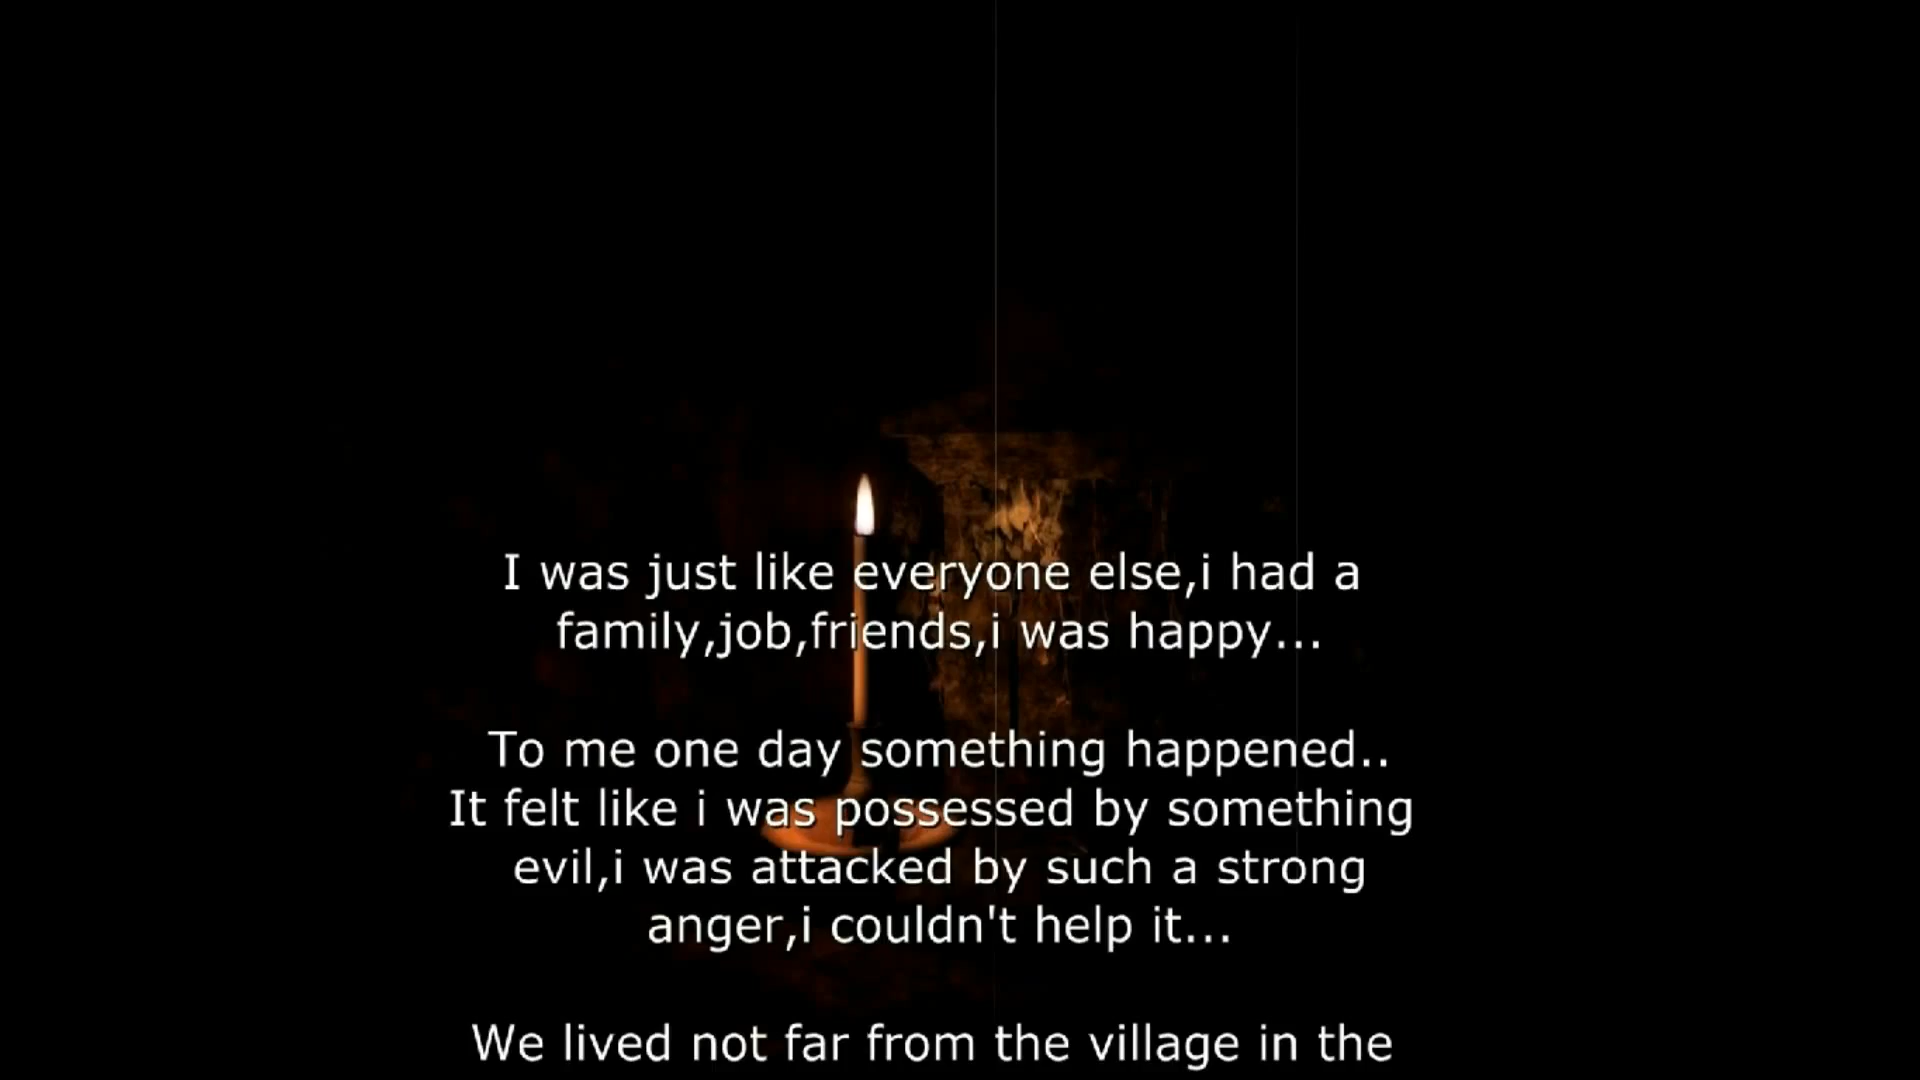 I was just like everyone else,i had a
family,job,friends,i was happy...
To me one day something happened..
It felt like i was possessed by something
evil,i was attacked by such a strong
anger,i couldn't help it...
We lived not far from the village in the